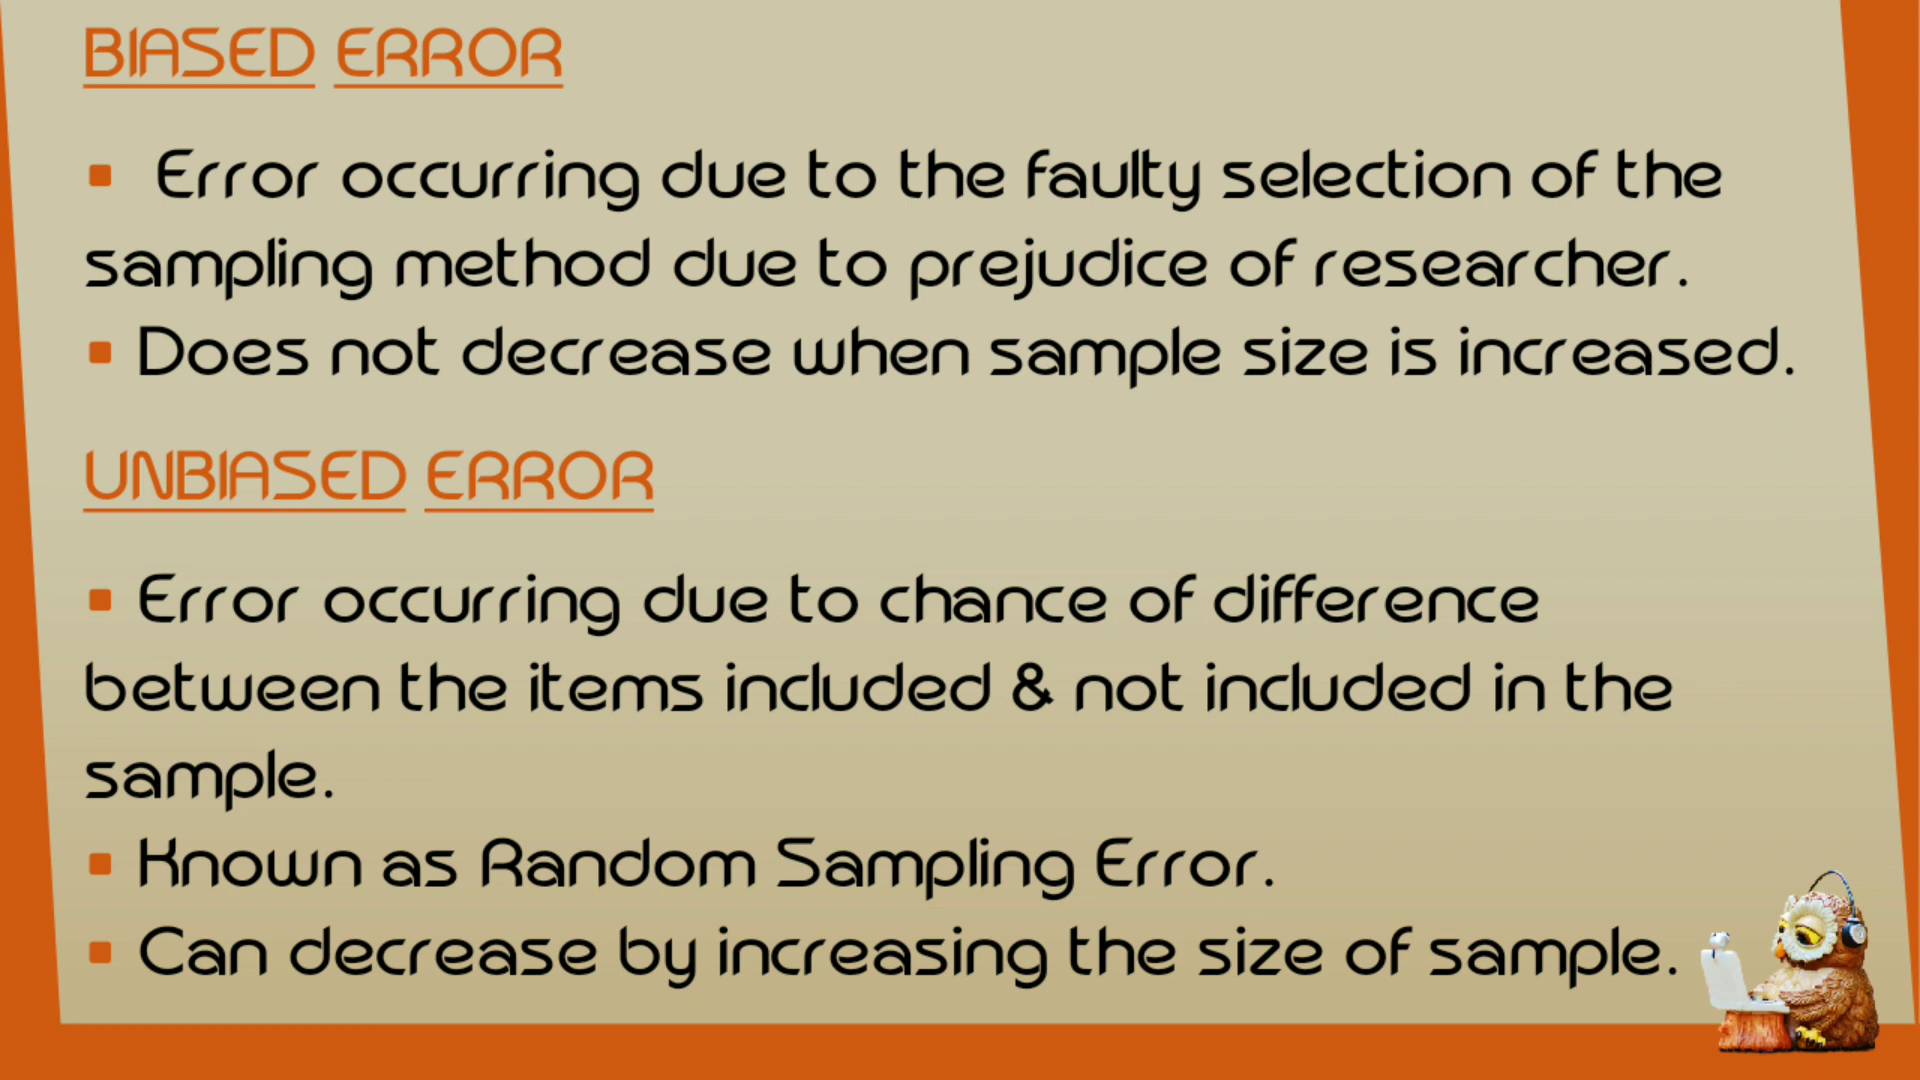 BIASED ERROR
▪ Error occurring due to the faulty selection of the
sampling method due to prejudice of researcher.
▪ Does not decrease when sample size is increased.
UNBIASED ERROR
▪ Error occurring due to chance of difference
between the items included & not included in the
sample.
▪ Known as Random Sampling Error.
▪ Can decrease by increasing the size of sample.